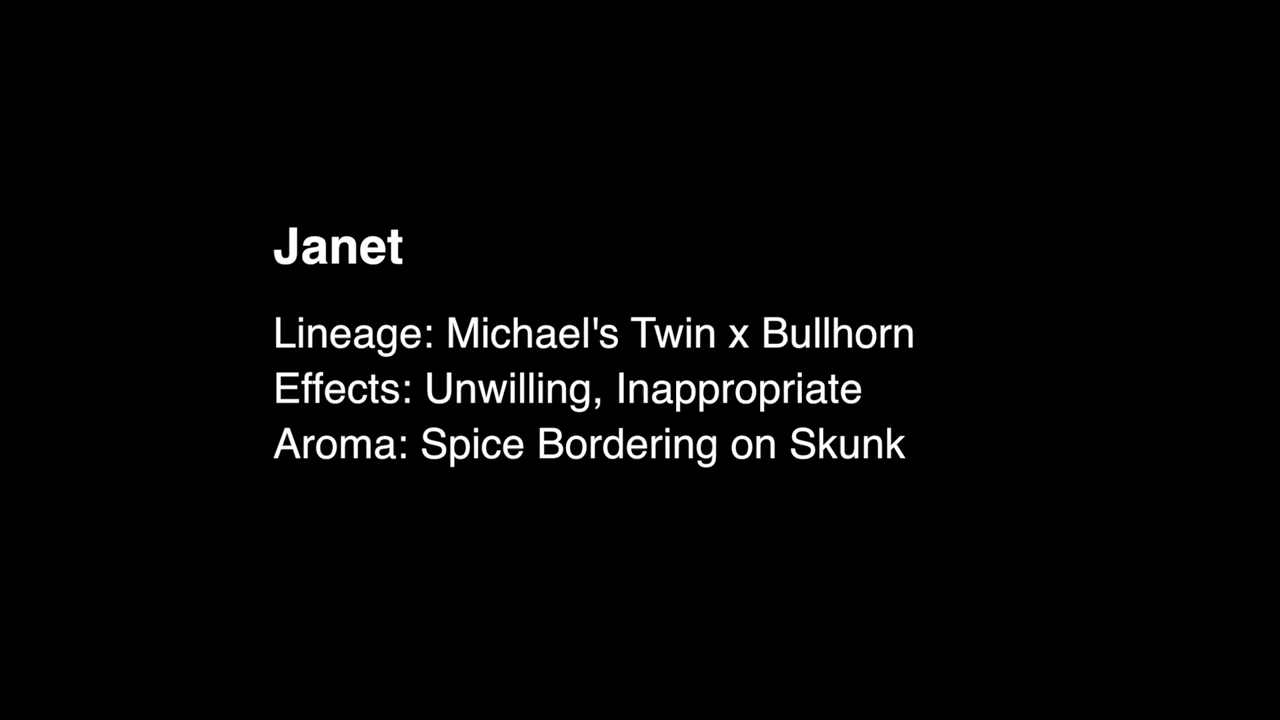 Janet
Lineage: Michael's Twin x Bullhorn
Effects: Unwilling, Inappropriate
Aroma: Spice Bordering on Skunk